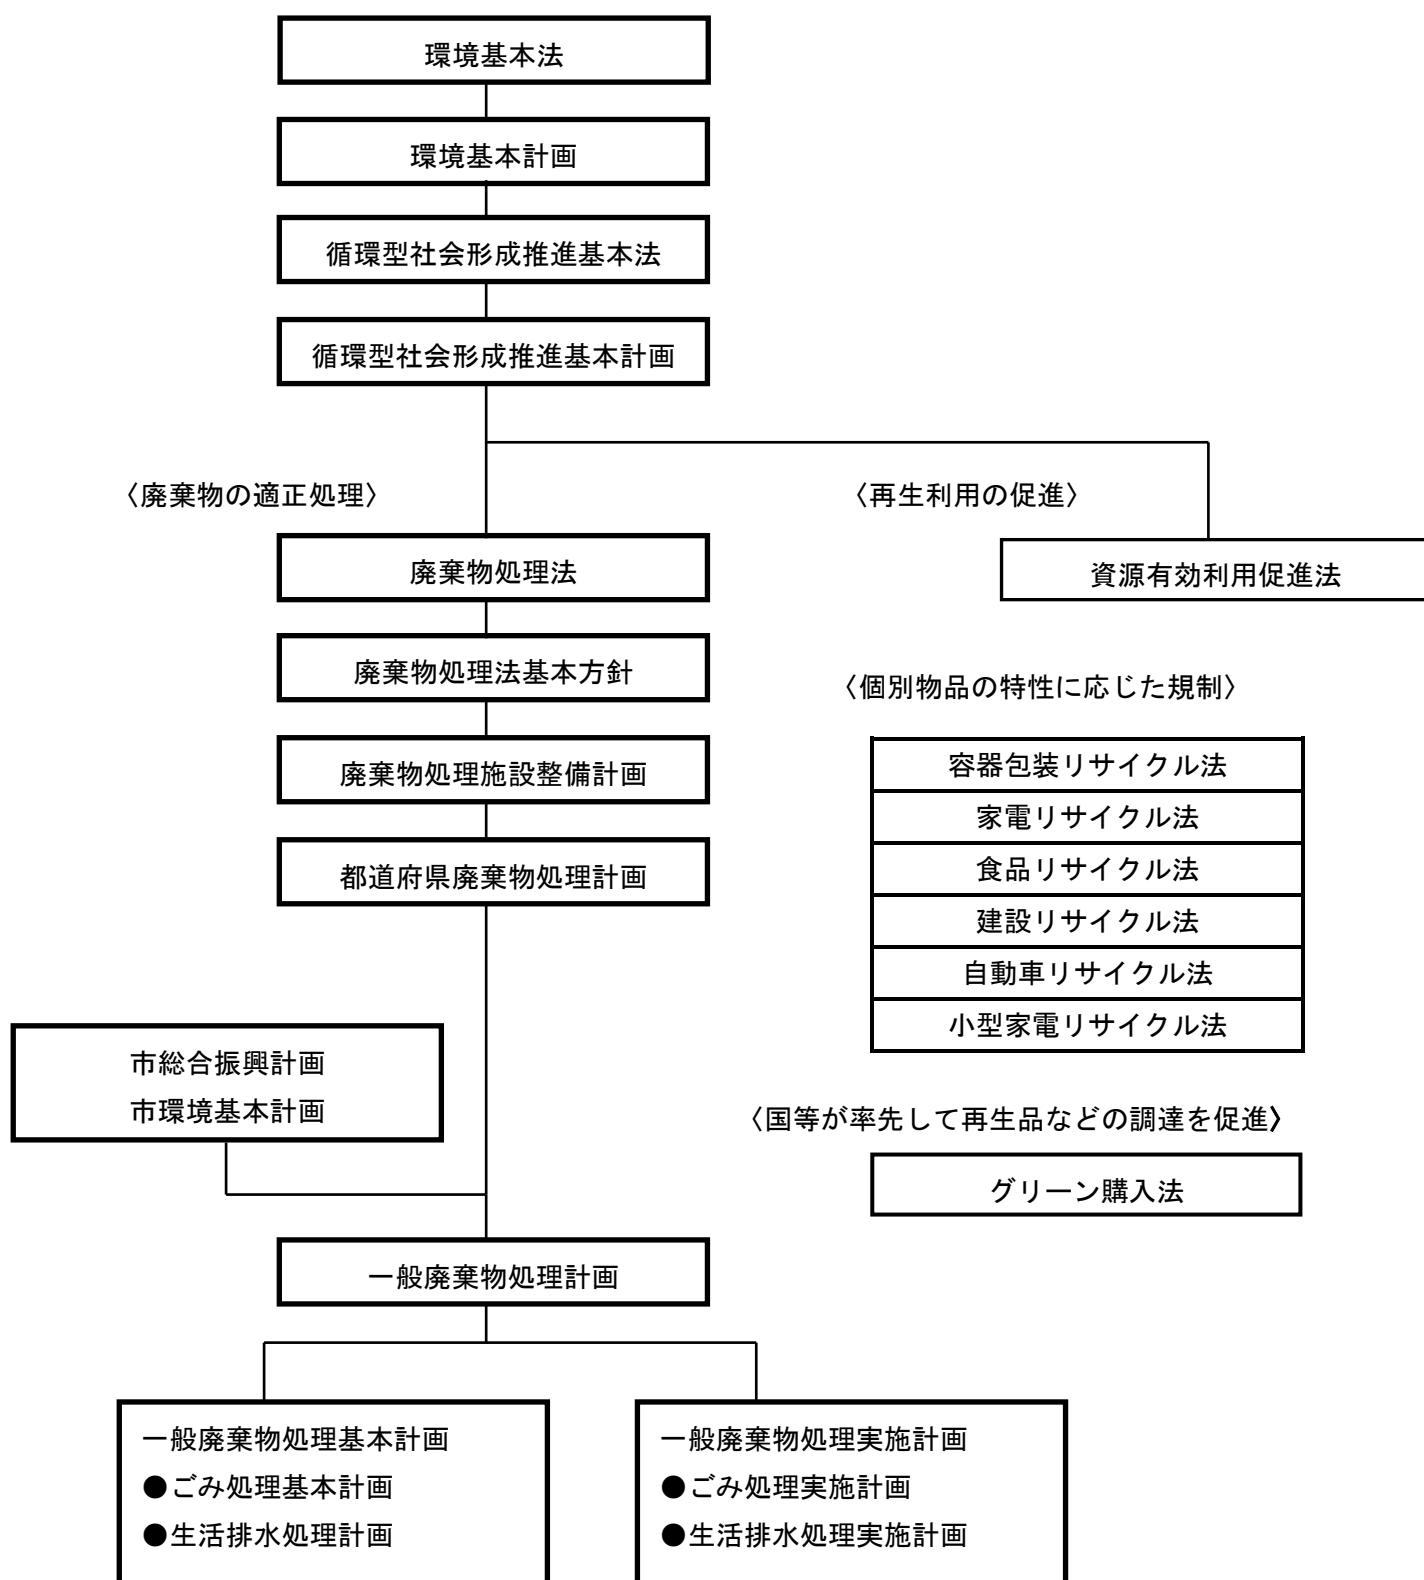 環境基本法
環境基本計画
循環型社会形成推進基本法
循環型社会形成推進基本計画
〈廃棄物の適正処理〉
〈再生利用の促進〉
廃棄物処理法
資源有効利用促進法
廃棄物処理法基本方針
〈個別物品の特性に応じた規制〉
廃棄物処理施設整備計画
都道府県廃棄物処理計画
容器包装リサイクル法
家電リサイクル法
食品リサイクル法
建設リサイクル法
自動車リサイクル法
小型家電リサイクル法
市総合振興計画
市環境基本計画
〈国等が率先して再生品などの調達を促進〉
グリーン購入法
一般廃棄物処理計画
一般廃棄物処理基本計画
●ごみ処理基本計画
●生活排水処理計画
一般廃棄物処理実施計画
●ごみ処理実施計画
●生活排水処理実施計画